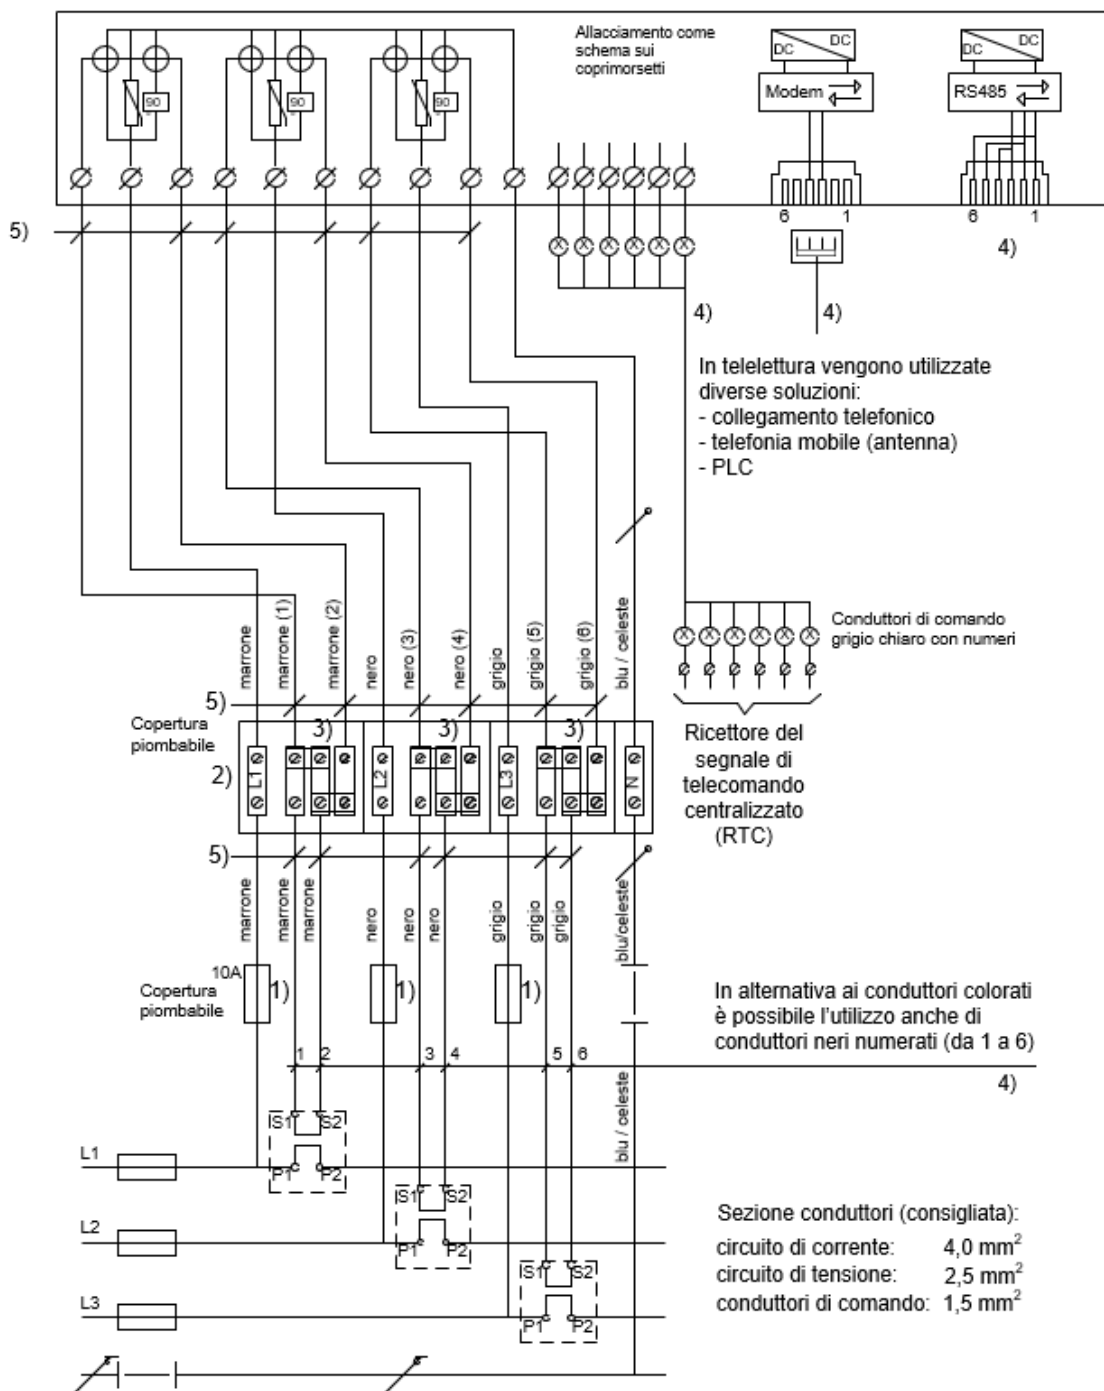 Allacciamento come
schema sui
coprimorsetti
DC
DC
DC
DC
Modem
RS485
90
90
90
6
1
6
1
5)
4)
4)
4)
In telelettura vengono utilizzate
diverse soluzioni:
- collegamento telefonico
- telefonia mobile (antenna)
- PLC
marrone
marrone (1)
marrone (2)
nero
nero (3)
nero (4)
grigio
grigio (5)
grigio (6)
blu / celeste
Conduttori di comando
grigio chiaro con numeri
5)
Copertura
piombabile
3)
3)
3)
2)
L1
L2
L3
N
Ricettore del
segnale di
telecomando
centralizzato
(RTC)
5)
marrone
marrone
marrone
nero
nero
nero
grigio
grigio
grigio
blu/celeste
10A
1)
1)
1)
Copertura
piombabile
In alternativa ai conduttori colorati
è possibile l'utilizzo anche di
conduttori neri numerati (da 1 a 6)
1
2
3
4
5
6
4)
blu / celeste
S1
S2
L1
P1
P2
S1
S2
L2
P1
P2
S1
S2
L3
P1
P2
Sezione conduttori (consigliata):
circuito di corrente: 4,0 mm²
circuito di tensione: 2,5 mm²
conduttori di comando: 1,5 mm²